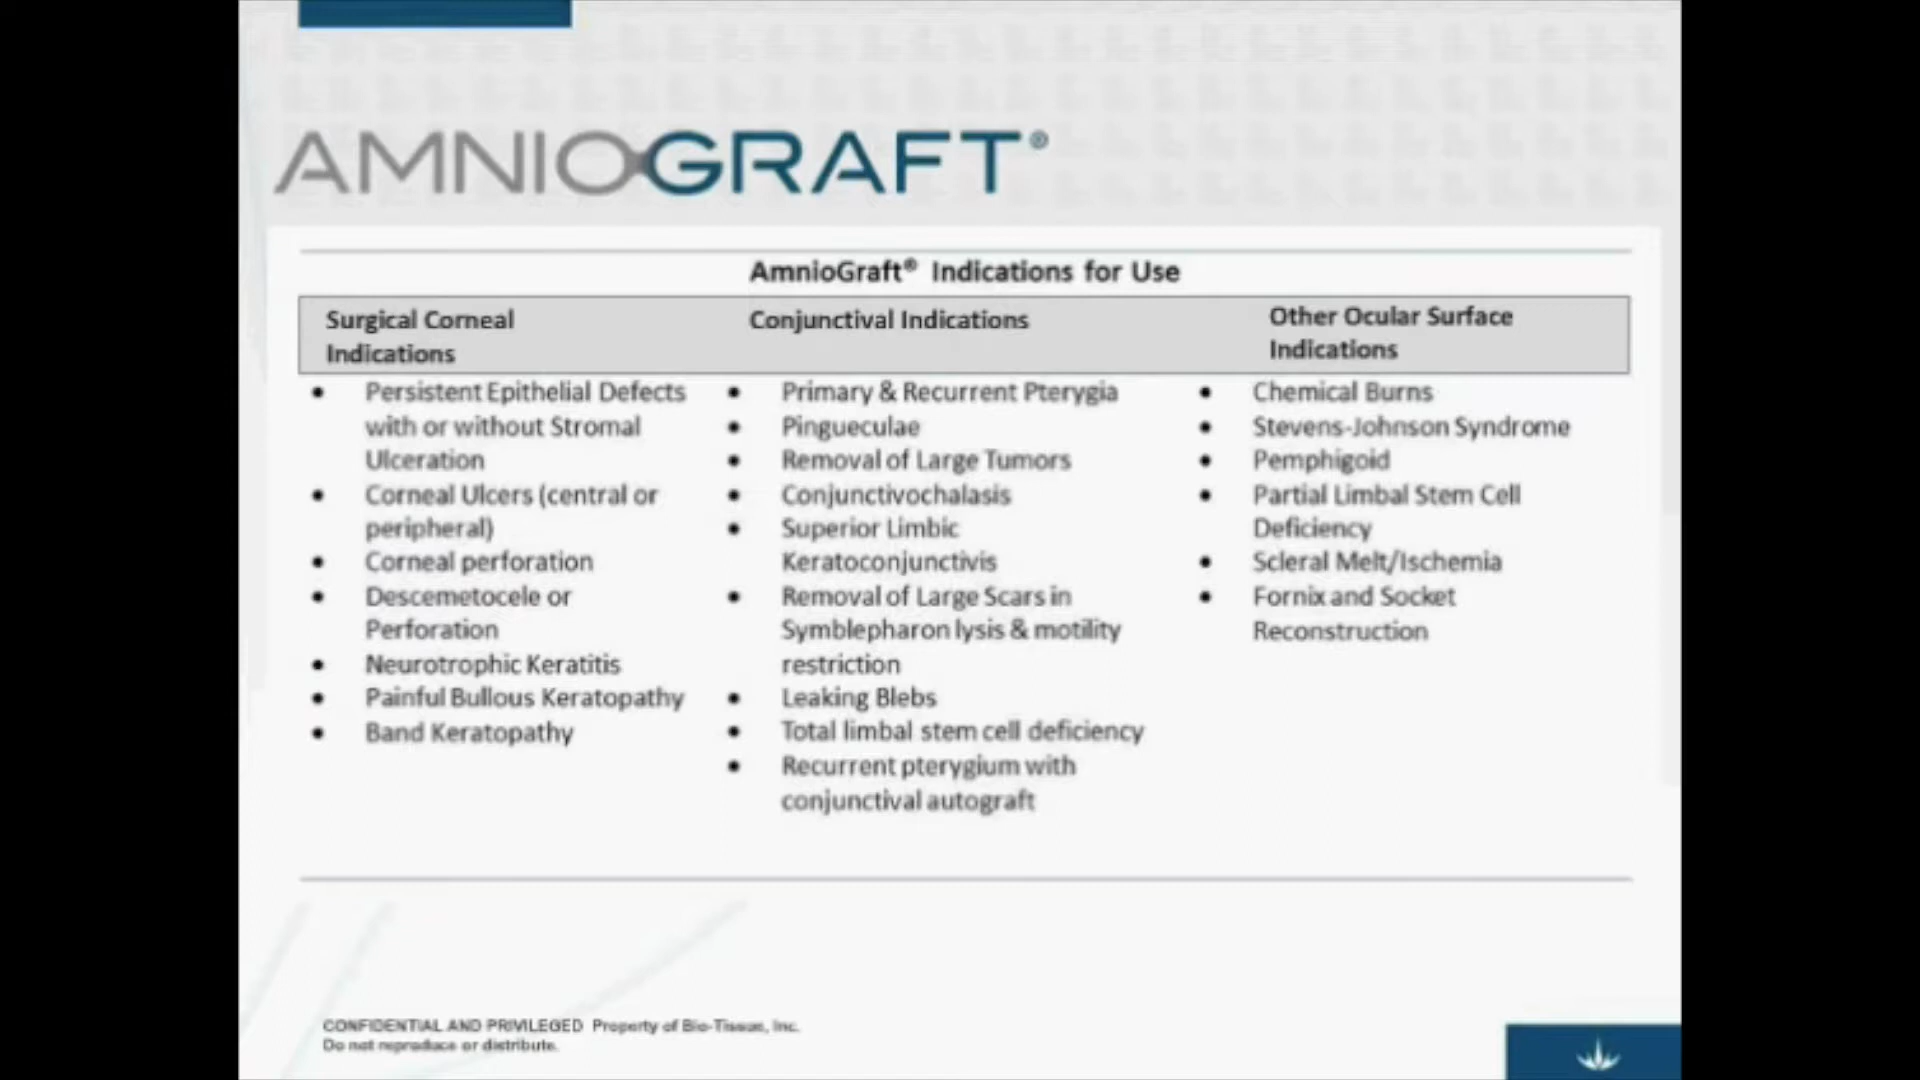 AMNIOGRAFT®
AmnioGraft® Indications for Use
Surgical Corneal
Indications
Persistent Epithelial Defects
with or without Stromal
Ulceration
Corneal Ulcers (central or
peripheral)
Corneal perforation
Descemetocele or
Perforation
Neurotrophic Keratitis
Painful Bullous Keratopathy
Band Keratopathy
Conjunctival Indications
Primary & Recurrent Pterygia
Pingueculae
Removal of Large Tumors
Conjunctivochalasis
Superior Limbic
Keratoconjunctivis
Removal of Large Scars in
Symblepharon lysis & motility
restriction
Leaking Blebs
Total limbal stem cell deficiency
Recurrent pterygium with
conjunctival autograft
Other Ocular Surface
Indications
Chemical Burns
Stevens-Johnson Syndrome
Pemphigoid
Partial Limbal Stem Cell
Deficiency
Scleral Melt/Ischemia
Fornix and Socket
Reconstruction
CONFIDENTIAL AND PRIVILEGED Property of Bio-Tissue, Inc.
Do not reproduce or distribute.